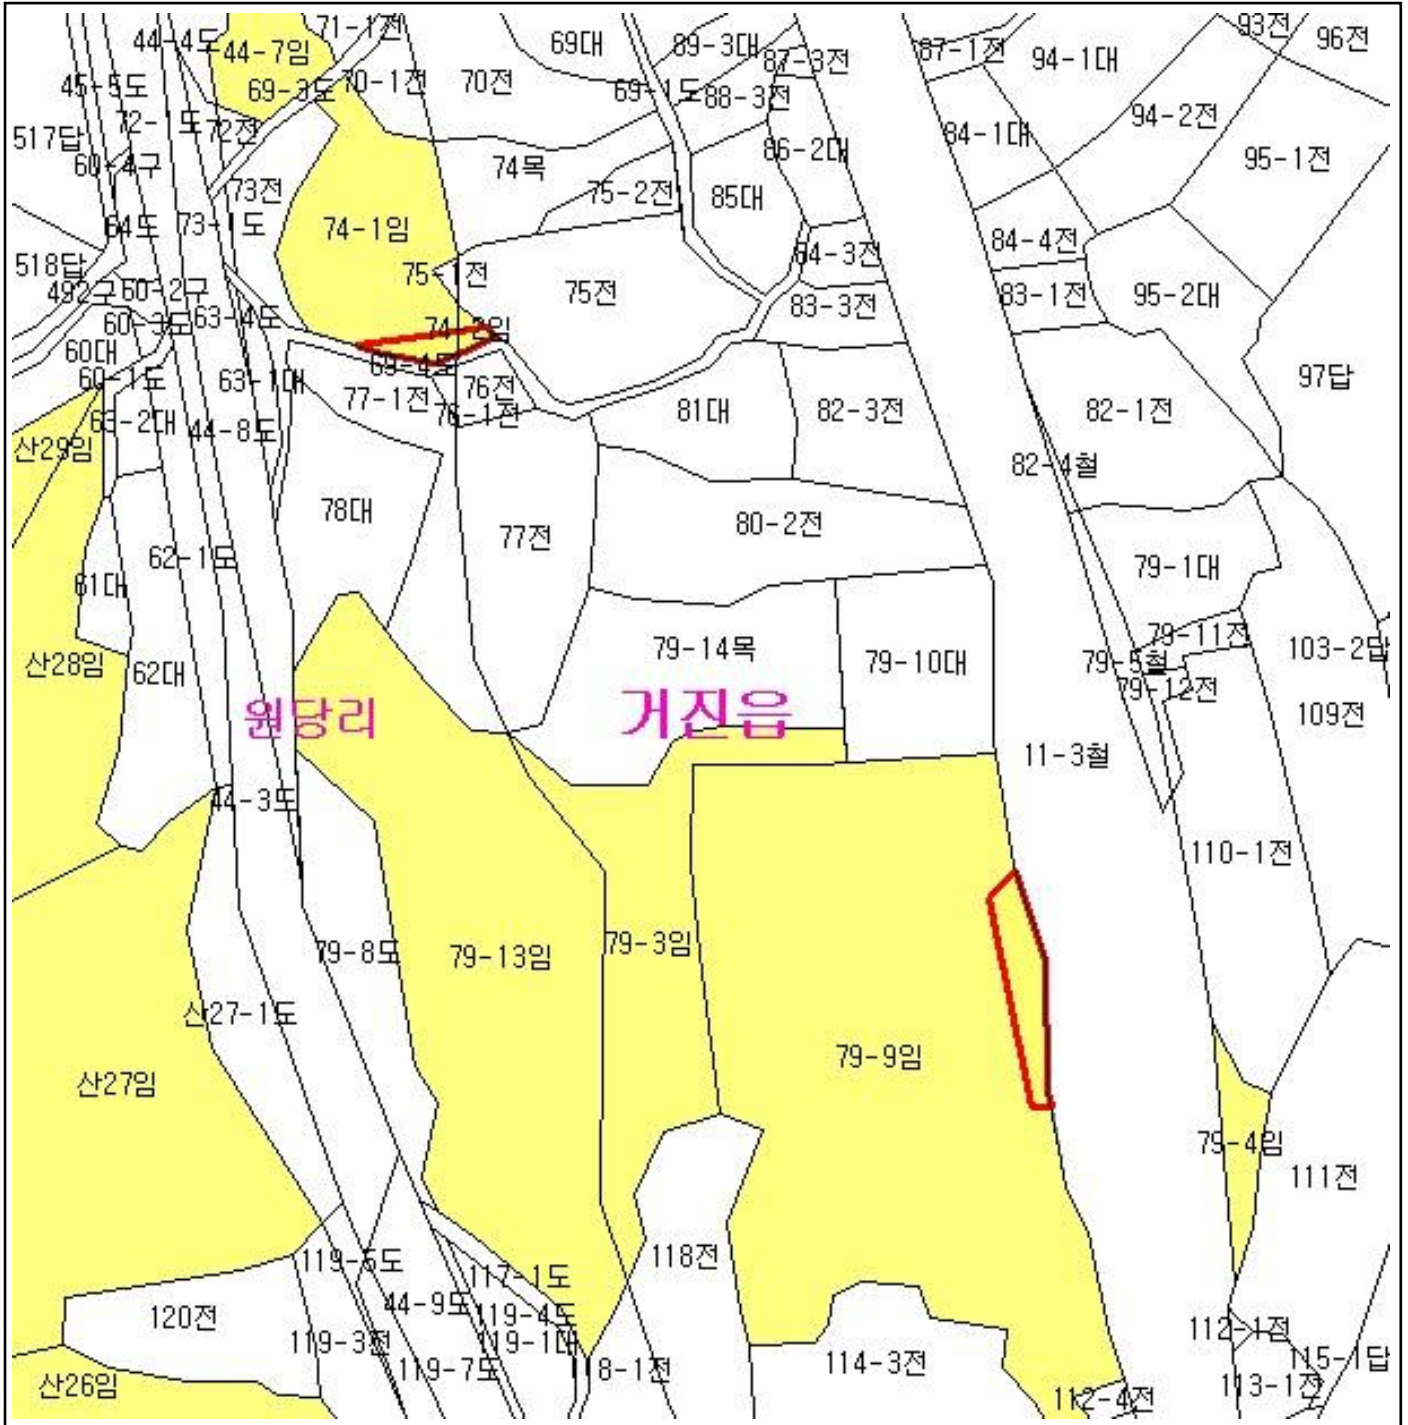 71-1전
44-4도
44-7임
69대
89-3대
87-3전
87-1전
94-1대
93전
96전
45-5도
69-3도
70-1전
70전
69-1도
88-3전
94-2전
517답
72전
86-2대
84-1대
95-1전
60-4구
73전
74목
75-2전
85대
64도
73-1도
74-1임
84-4전
518답
75-1전
75전
83-3전
83-1전
95-2대
492구
60-2구
60-3도
63-4도
74-2임
60대
60-1도
63-1대
69-4도
76전
97답
77-1전
76-1전
81대
82-3전
82-1전
63-2대
44-8도
산29임
82-4철
78대
77전
80-2전
62-1도
79-1대
61대
산28임
62대
79-14목
79-10대
79-5철
79-11전
103-2답
79-12전
원당리
거진읍
109전
11-3철
44-3도
110-1전
79-8도
79-13임
79-3임
산27-1도
79-9임
산27임
79-4임
111전
118전
117-1도
120전
44-9도
119-4도
119-3전
119-1대
112-1전
119-7도
8-1전
114-3전
115-1답
산26임
112-4전
113-1전